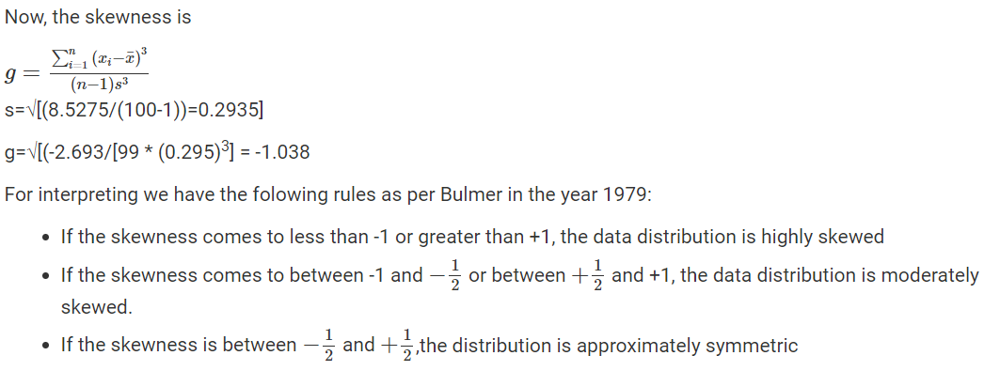 Now, the skewness is
g = \frac{\sum_{i=1}^{n} (x_i - \bar{x})^3}{(n-1)s^3}
s=√[(8.5275/(100-1))=0.2935]
g=√[(-2.693/[99 * (0.295)³] = -1.038
For interpreting we have the folowing rules as per Bulmer in the year 1979:
• If the skewness comes to less than -1 or greater than +1, the data distribution is highly skewed
• If the skewness comes to between -1 and −\frac{1}{2} or between +\frac{1}{2} and +1, the data distribution is moderately
skewed.
• If the skewness is between −\frac{1}{2} and +\frac{1}{2},the distribution is approximately symmetric